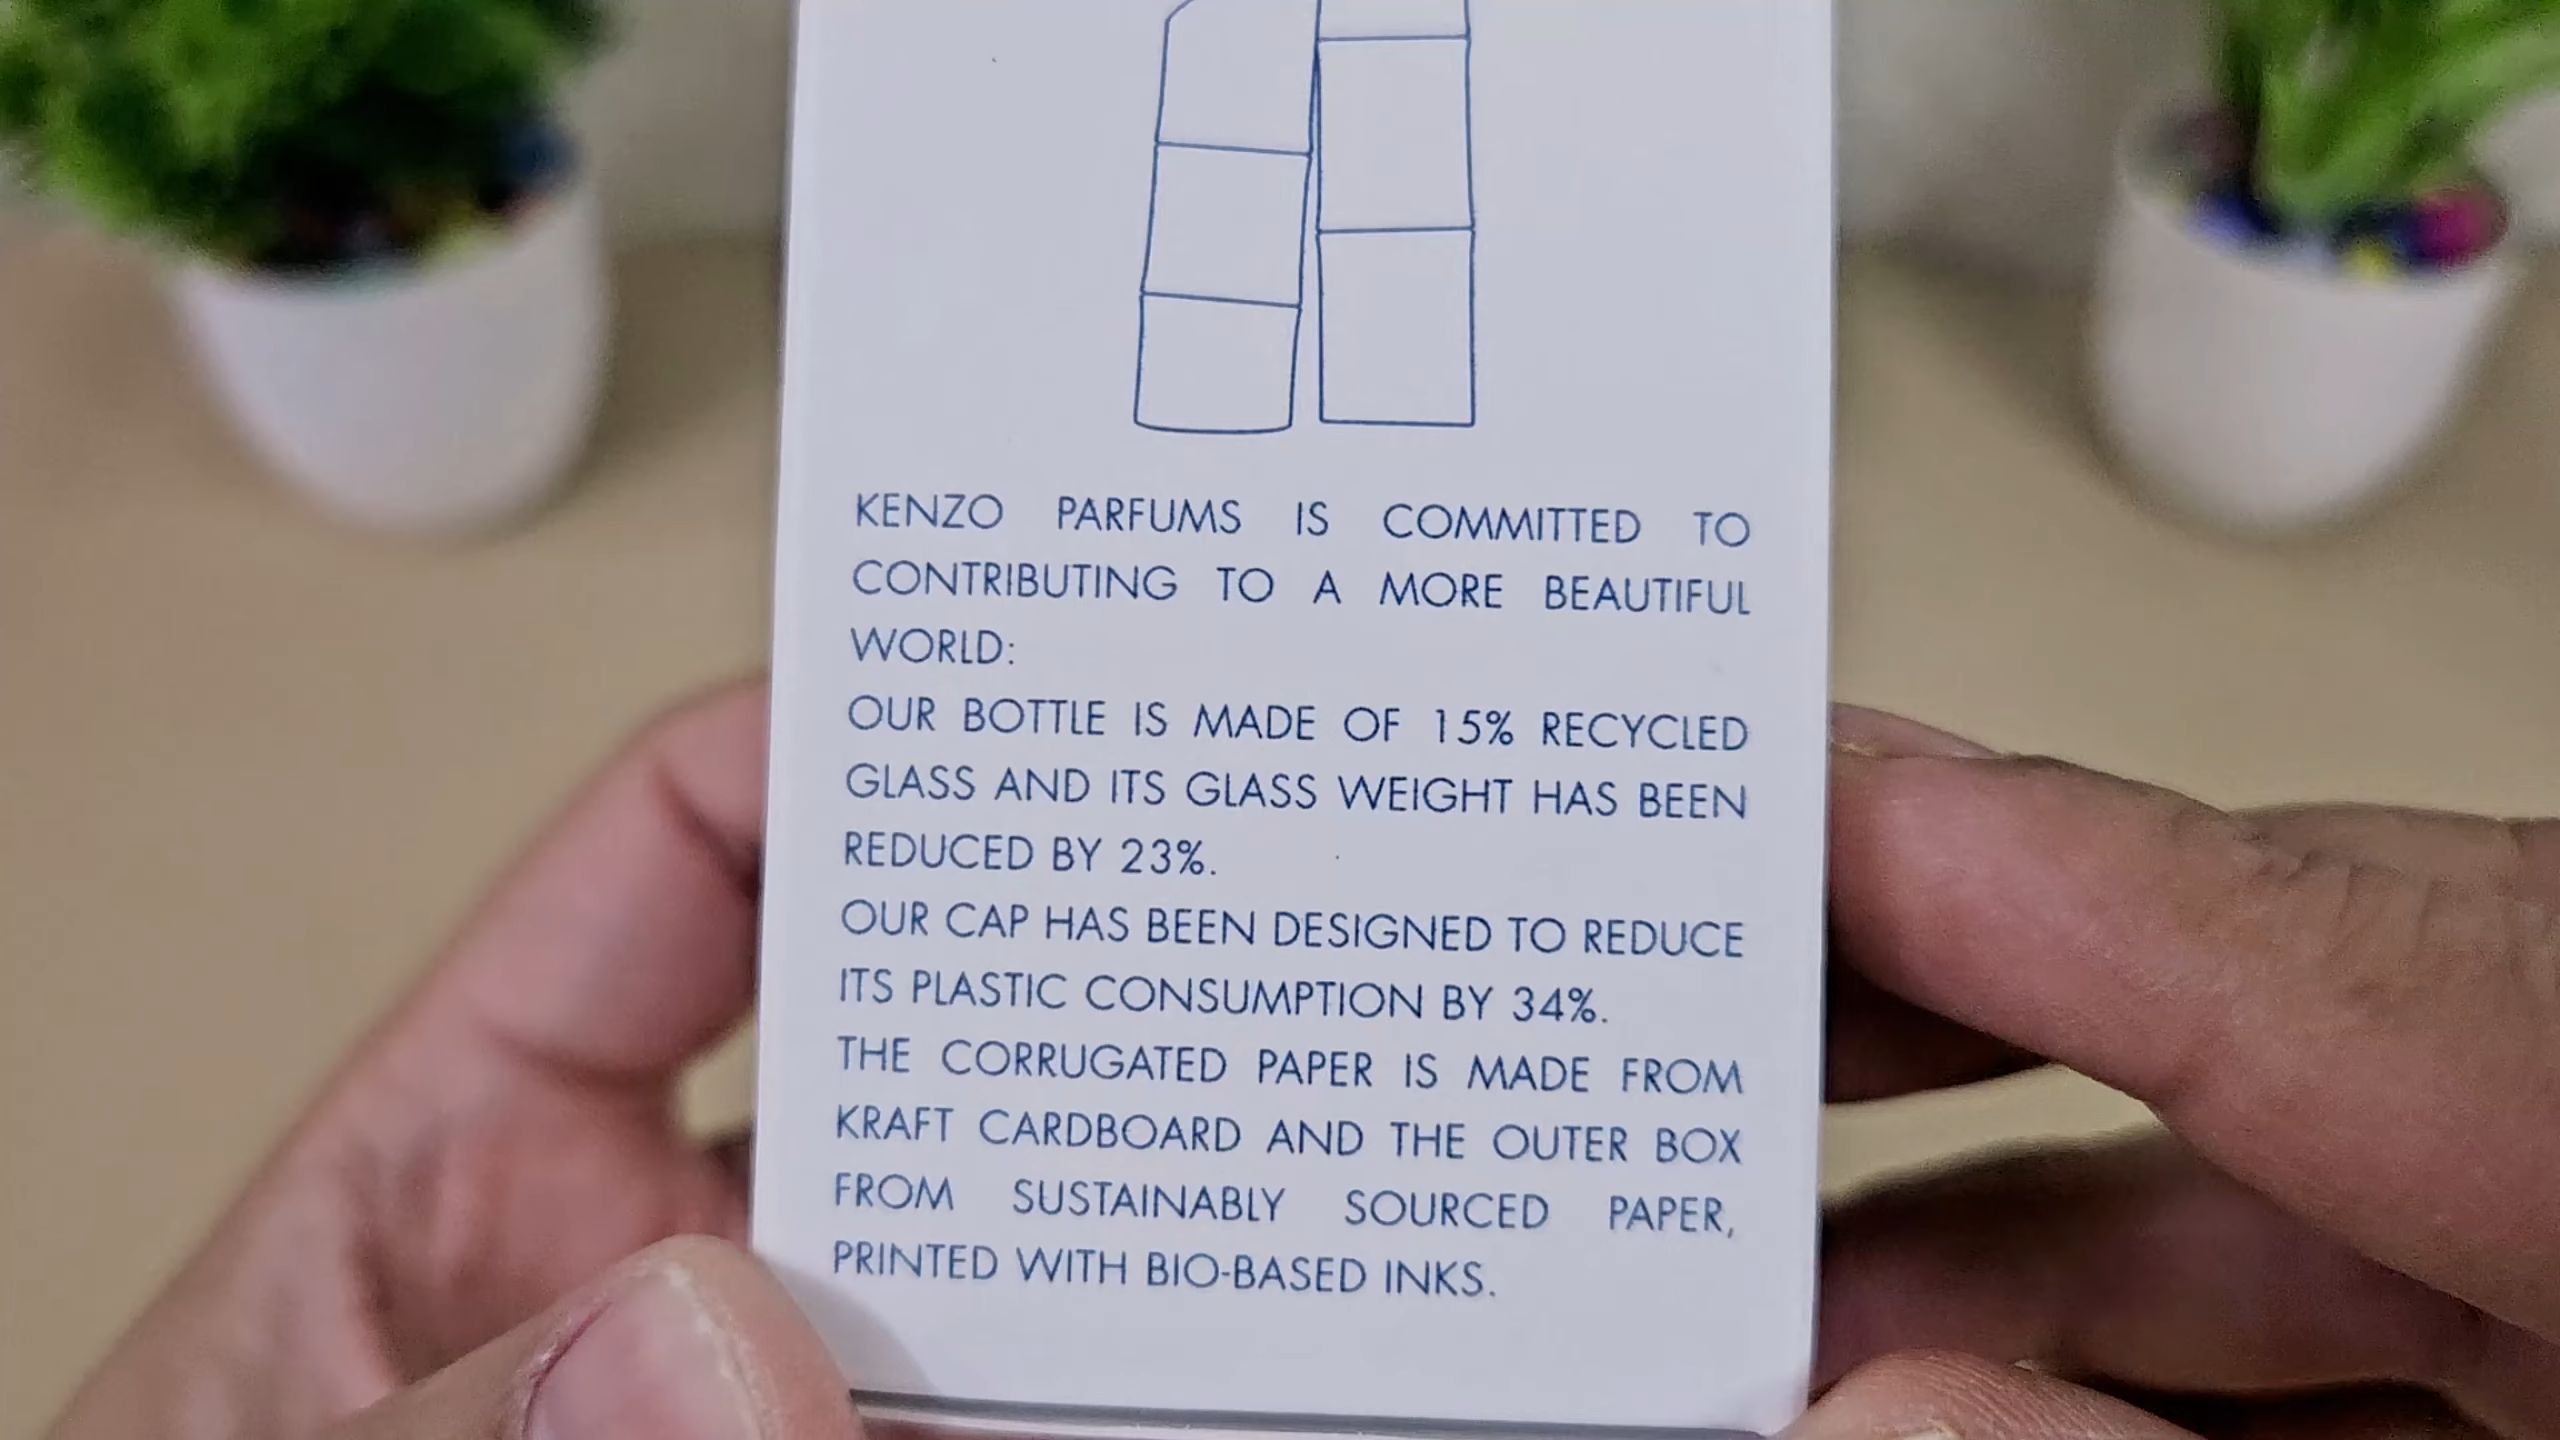 KENZO PARFUMS IS COMMITTED TO
CONTRIBUTING TO A MORE BEAUTIFUL
WORLD:
OUR BOTTLE IS MADE OF 15% RECYCLED
GLASS AND ITS GLASS WEIGHT HAS BEEN
REDUCED BY 23%.
OUR CAP HAS BEEN DESIGNED TO REDUCE
ITS PLASTIC CONSUMPTION BY 34%.
THE CORRUGATED PAPER IS MADE FROM
KRAFT CARDBOARD AND THE OUTER BOX
FROM SUSTAINABLY SOURCED PAPER,
PRINTED WITH BIO-BASED INKS.